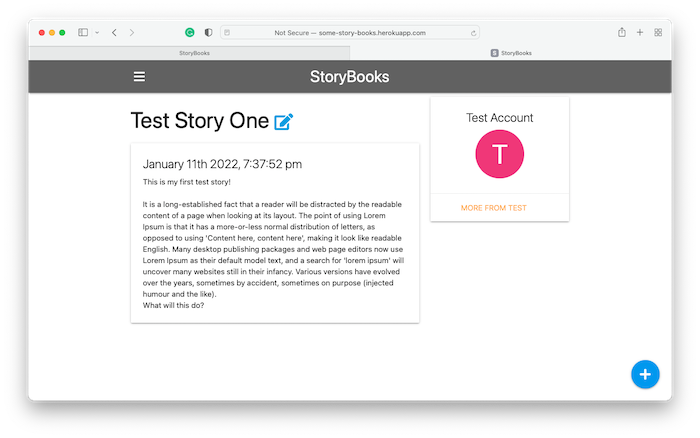 Not Secure — some-story-books.herokuapp.com
StoryBooks
S StoryBooks
StoryBooks
Test Story One
January 11th 2022, 7:37:52 pm
This is my first test story!
It is a long-established fact that a reader will be distracted by the readable
content of a page when looking at its layout. The point of using Lorem
Ipsum is that it has a more-or-less normal distribution of letters, as
opposed to using 'Content here, content here', making it look like readable
English. Many desktop publishing packages and web page editors now use
Lorem Ipsum as their default model text, and a search for 'lorem ipsum' will
uncover many websites still in their infancy. Various versions have evolved
over the years, sometimes by accident, sometimes on purpose (injected
humour and the like).
What will this do?
Test Account
T
MORE FROM TEST